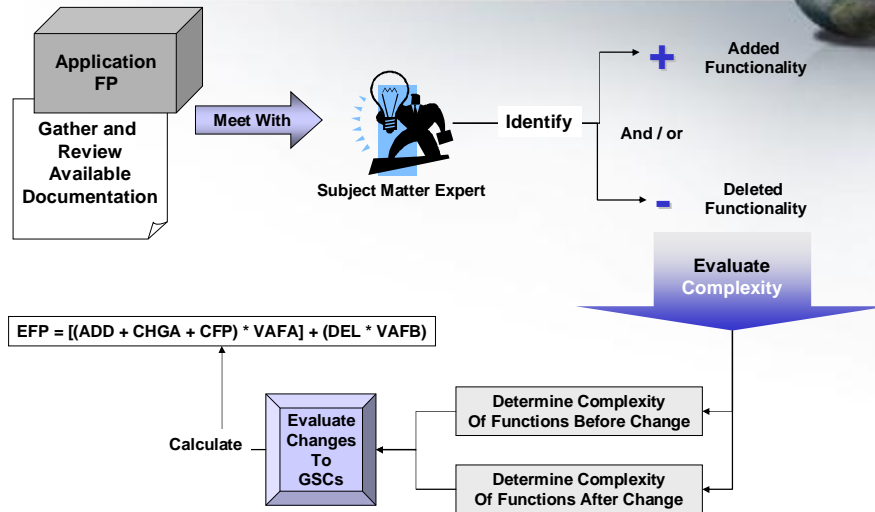 Application
FP
Gather and
Review
Available
Documentation
Meet With
Subject Matter Expert
Identify
+
Added
Functionality
And / or
-
Deleted
Functionality
Evaluate
Complexity
EFP = [(ADD + CHGA + CFP) * VAFA] + (DEL * VAFB)
Determine Complexity
Of Functions Before Change
Evaluate
Changes
To
GSCs
Calculate
Determine Complexity
Of Functions After Change